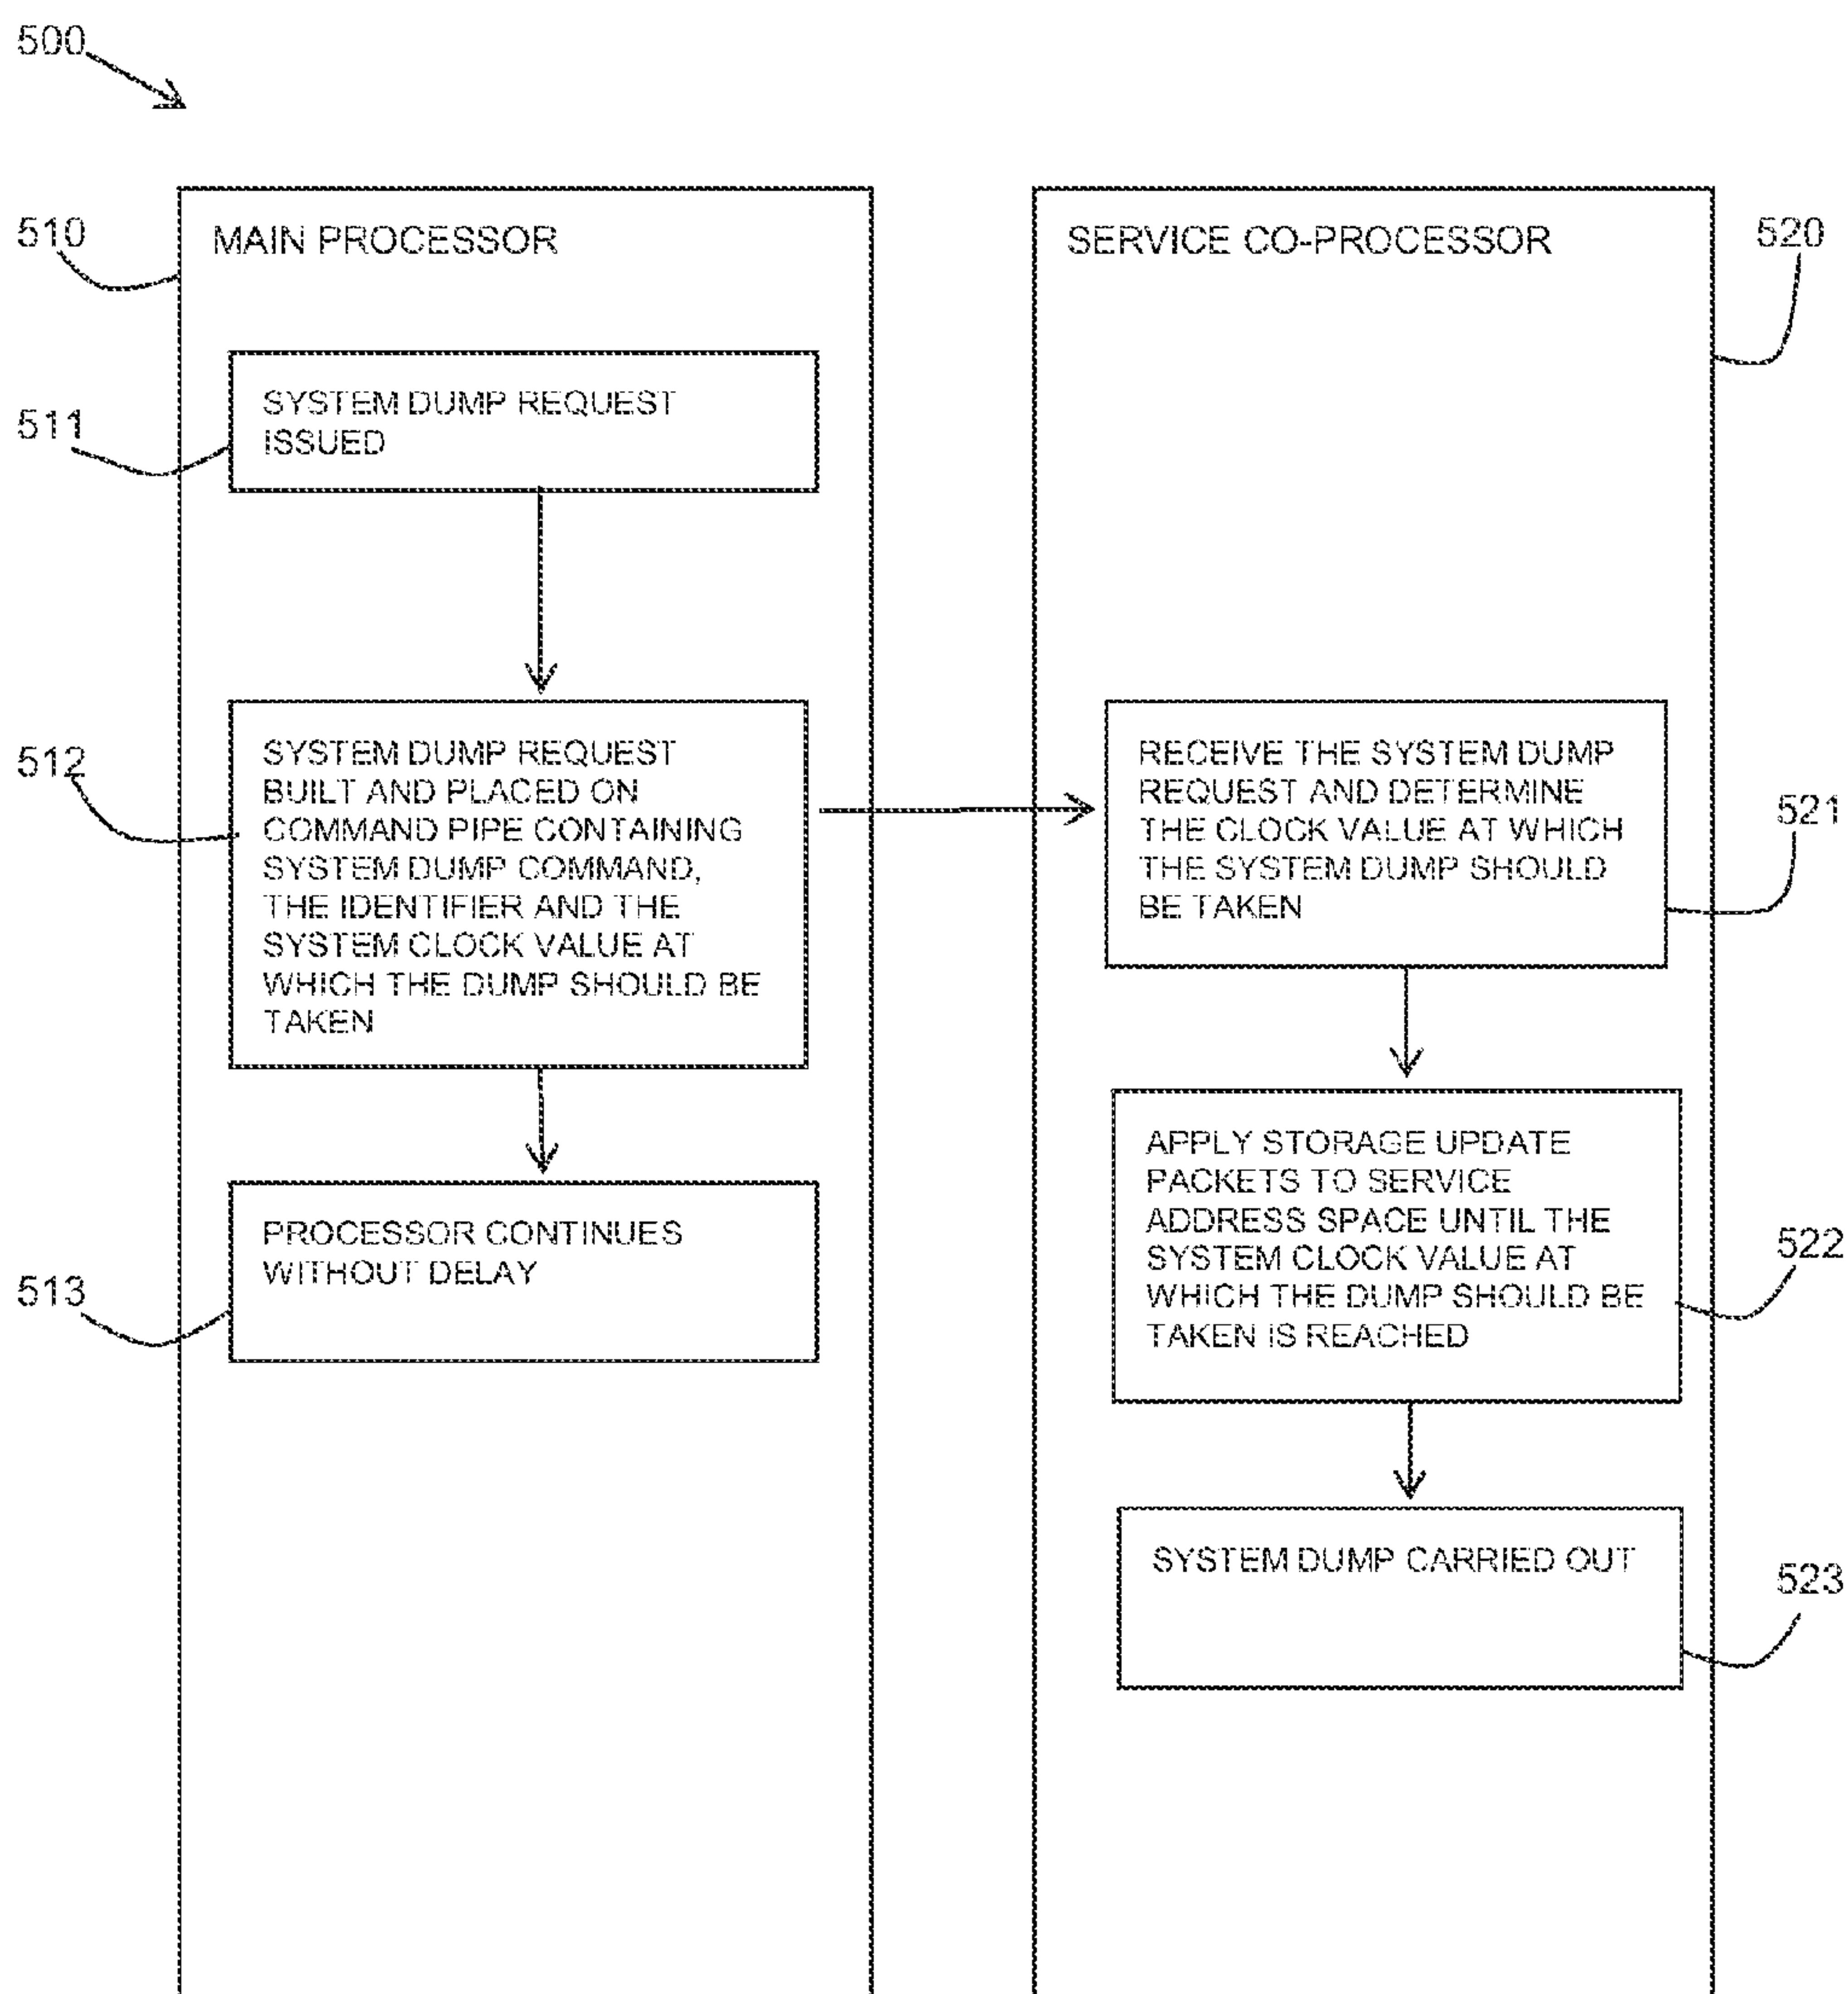 500
510
MAIN PROCESSOR
511
SYSTEM DUMP REQUEST
ISSUED
512
SYSTEM DUMP REQUEST
BUILT AND PLACED ON
COMMAND PIPE CONTAINING
SYSTEM DUMP COMMAND,
THE IDENTIFIER AND THE
SYSTEM CLOCK VALUE AT
WHICH THE DUMP SHOULD BE
TAKEN
513
PROCESSOR CONTINUES
WITHOUT DELAY
SERVICE CO-PROCESSOR
520
RECEIVE THE SYSTEM DUMP
REQUEST AND DETERMINE
THE CLOCK VALUE AT WHICH
THE SYSTEM DUMP SHOULD
BE TAKEN
521
APPLY STORAGE UPDATE
PACKETS TO SERVICE
ADDRESS SPACE UNTIL THE
SYSTEM CLOCK VALUE AT
WHICH THE DUMP SHOULD BE
TAKEN IS REACHED
522
SYSTEM DUMP CARRIED OUT
523